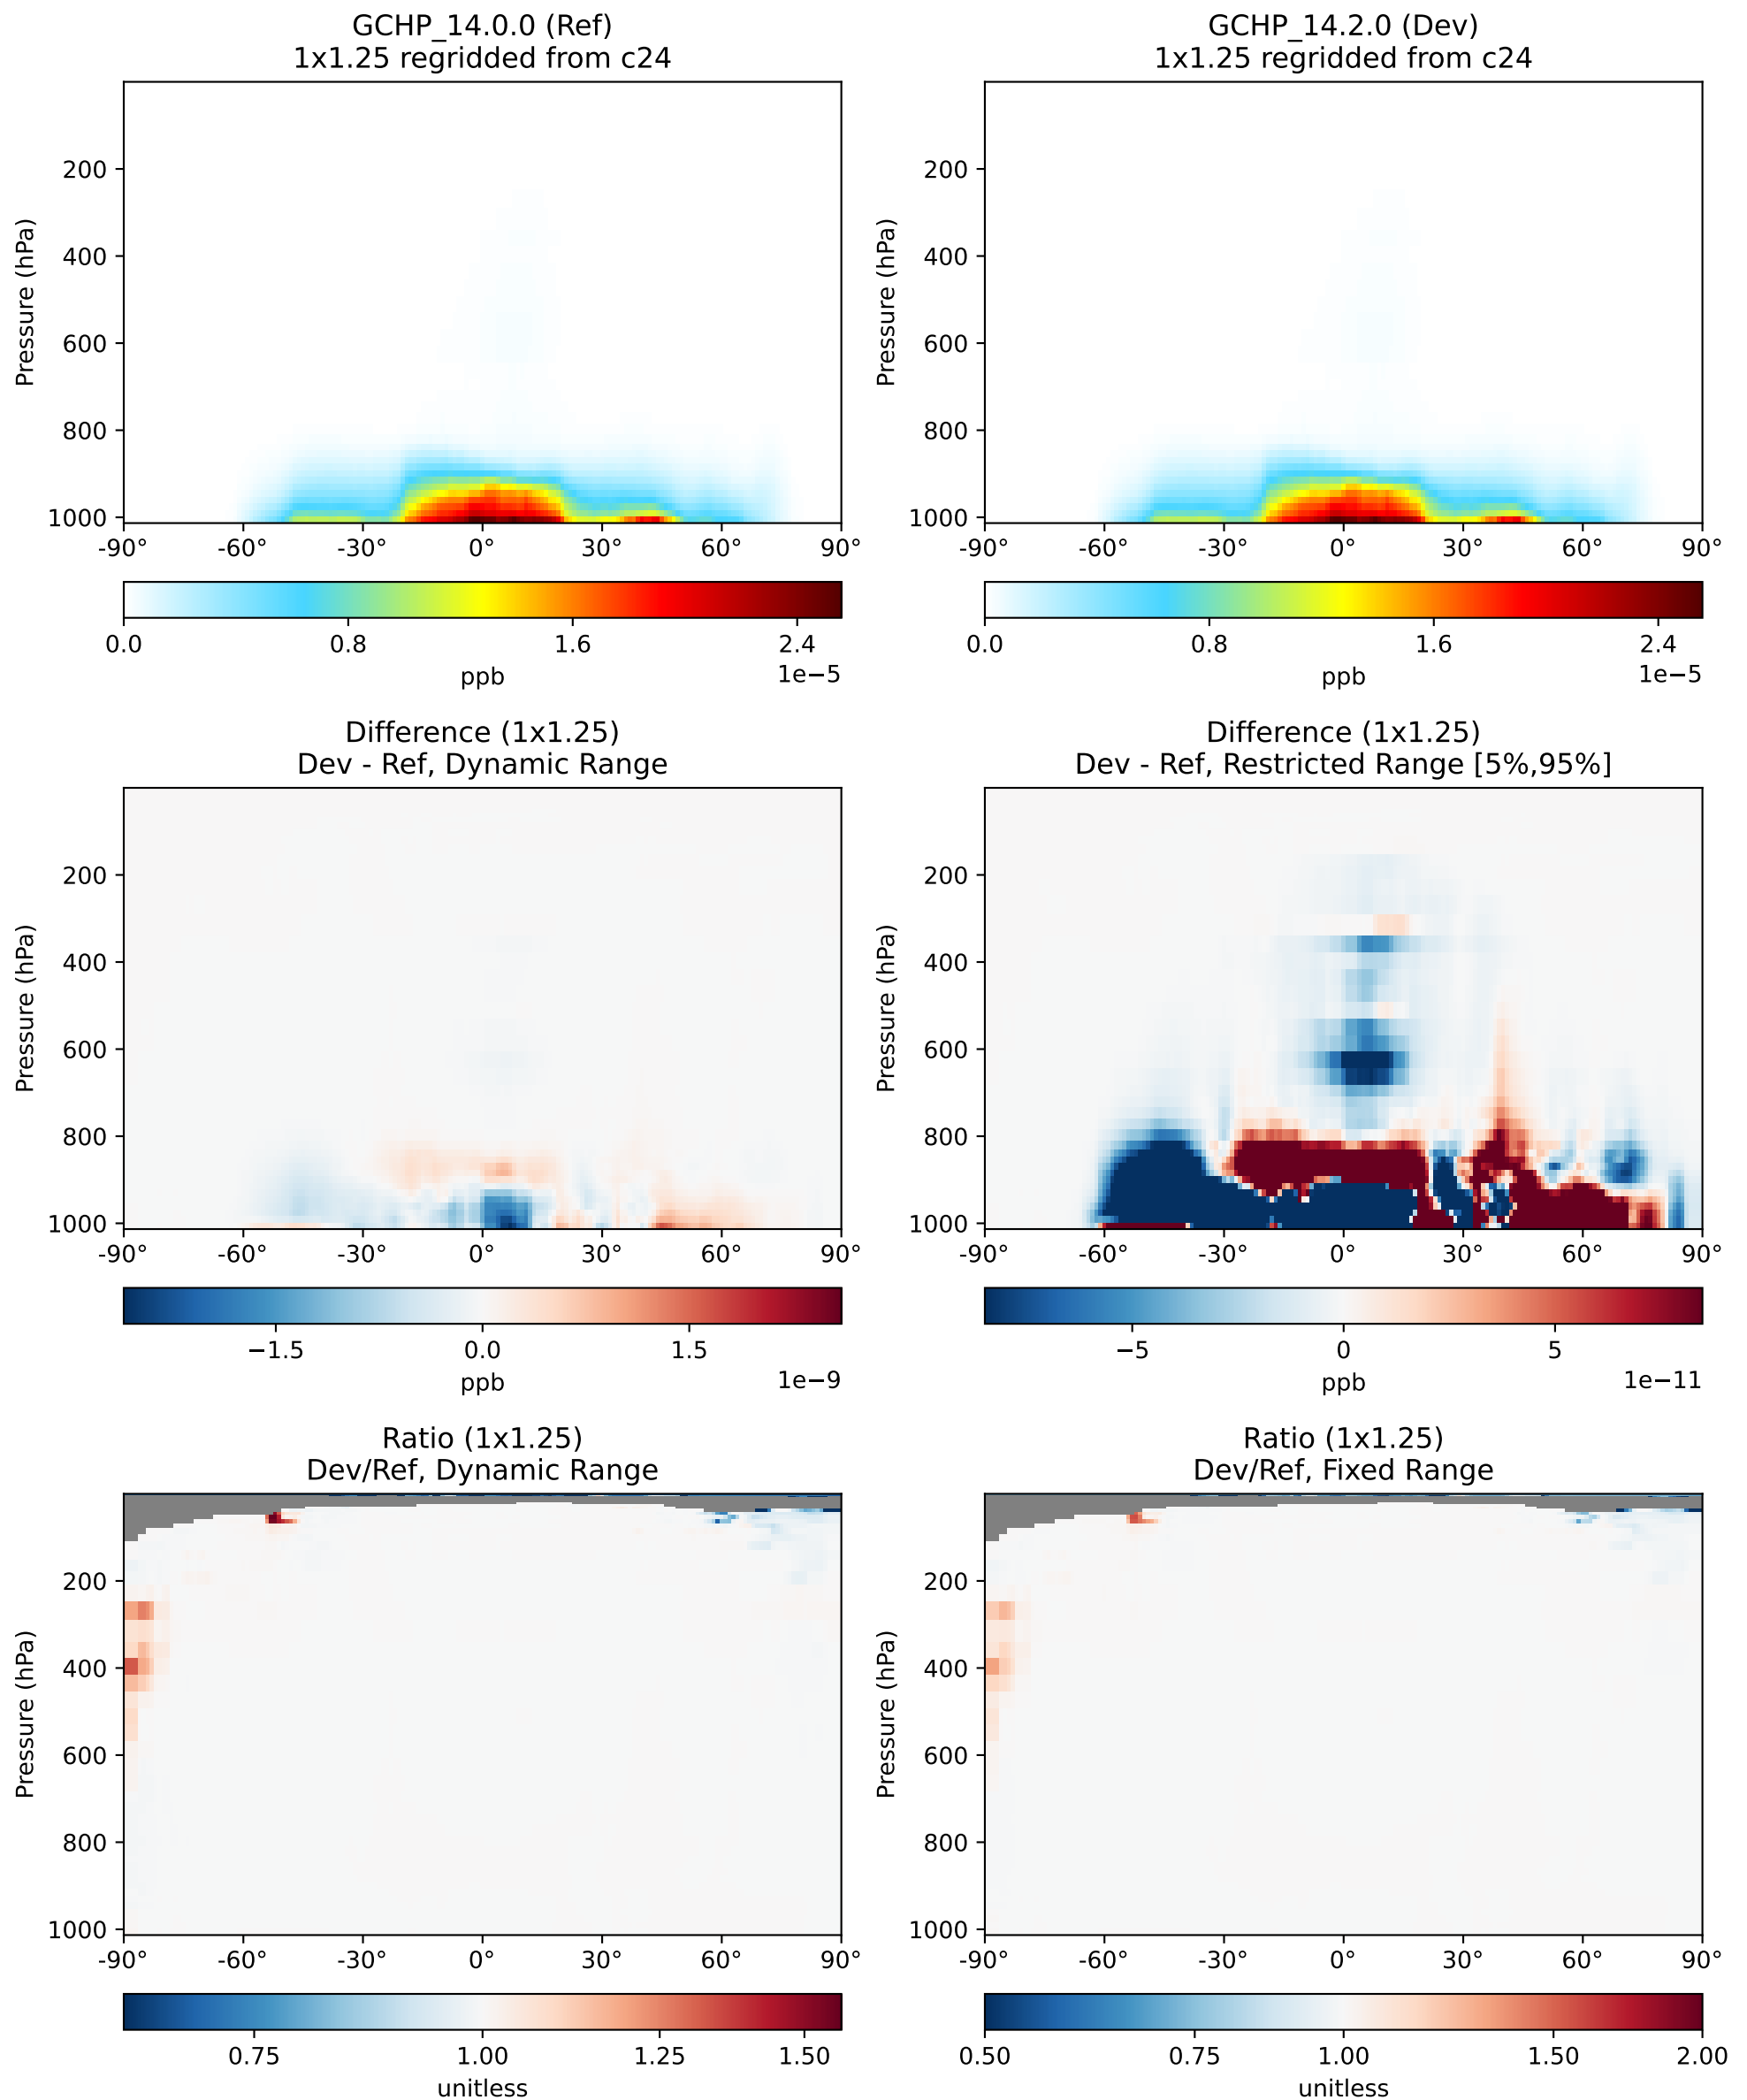 GCHP_14.0.0 (Ref)
1x1.25 regridded from c24
Pressure (hPa)
200
400
600
800
1000
-90° -60° -30° 0° 30° 60° 90°
0.0 0.8 1.6 2.4
1e−5
ppb
GCHP_14.2.0 (Dev)
1x1.25 regridded from c24
Pressure (hPa)
200
400
600
800
1000
-90° -60° -30° 0° 30° 60° 90°
0.0 0.8 1.6 2.4
1e−5
ppb
Difference (1x1.25)
Dev - Ref, Dynamic Range
Pressure (hPa)
200
400
600
800
1000
-90° -60° -30° 0° 30° 60° 90°
−1.5 0.0 1.5
1e−9
ppb
Difference (1x1.25)
Dev - Ref, Restricted Range [5%,95%]
Pressure (hPa)
200
400
600
800
1000
-90° -60° -30° 0° 30° 60° 90°
−5 0 5
1e−11
ppb
Ratio (1x1.25)
Dev/Ref, Dynamic Range
Pressure (hPa)
200
400
600
800
1000
-90° -60° -30° 0° 30° 60° 90°
0.75 1.00 1.25 1.50
unitless
Ratio (1x1.25)
Dev/Ref, Fixed Range
Pressure (hPa)
200
400
600
800
1000
-90° -60° -30° 0° 30° 60° 90°
0.50 0.75 1.00 1.50 2.00
unitless